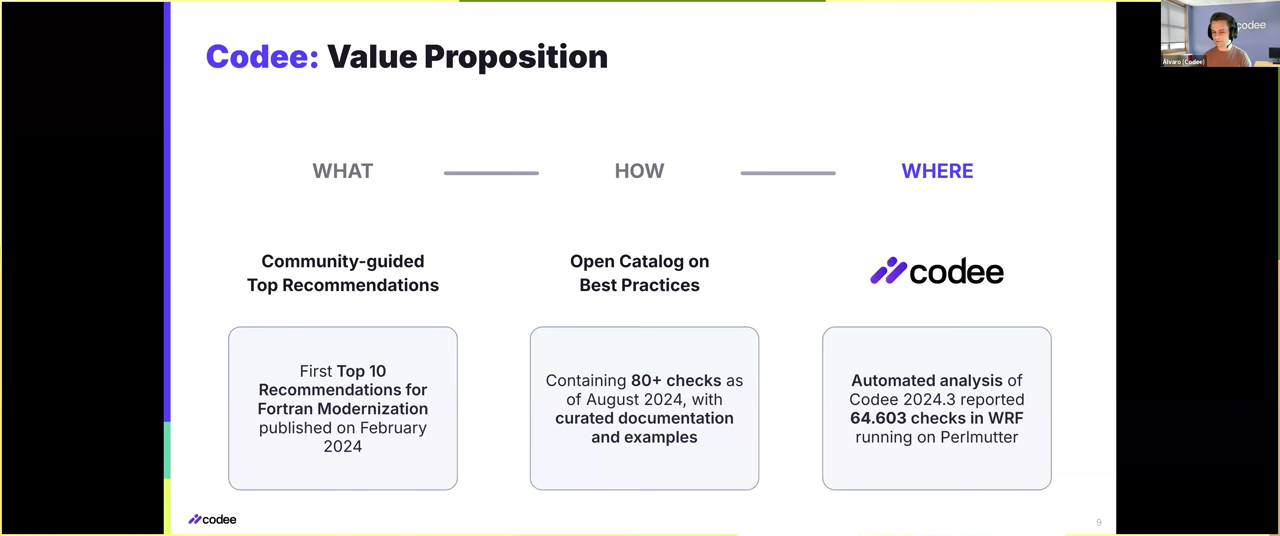 Codee: Value Proposition
codee
Álvaro (Codee)
WHAT
HOW
WHERE
Community-guided
Top Recommendations
Open Catalog on
Best Practices
codee
First Top 10
Recommendations for
Fortran Modernization
published on February
2024
Containing 80+ checks as
of August 2024, with
curated documentation
and examples
Automated analysis of
Codee 2024.3 reported
64.603 checks in WRF
running on Perlmutter
codee
9